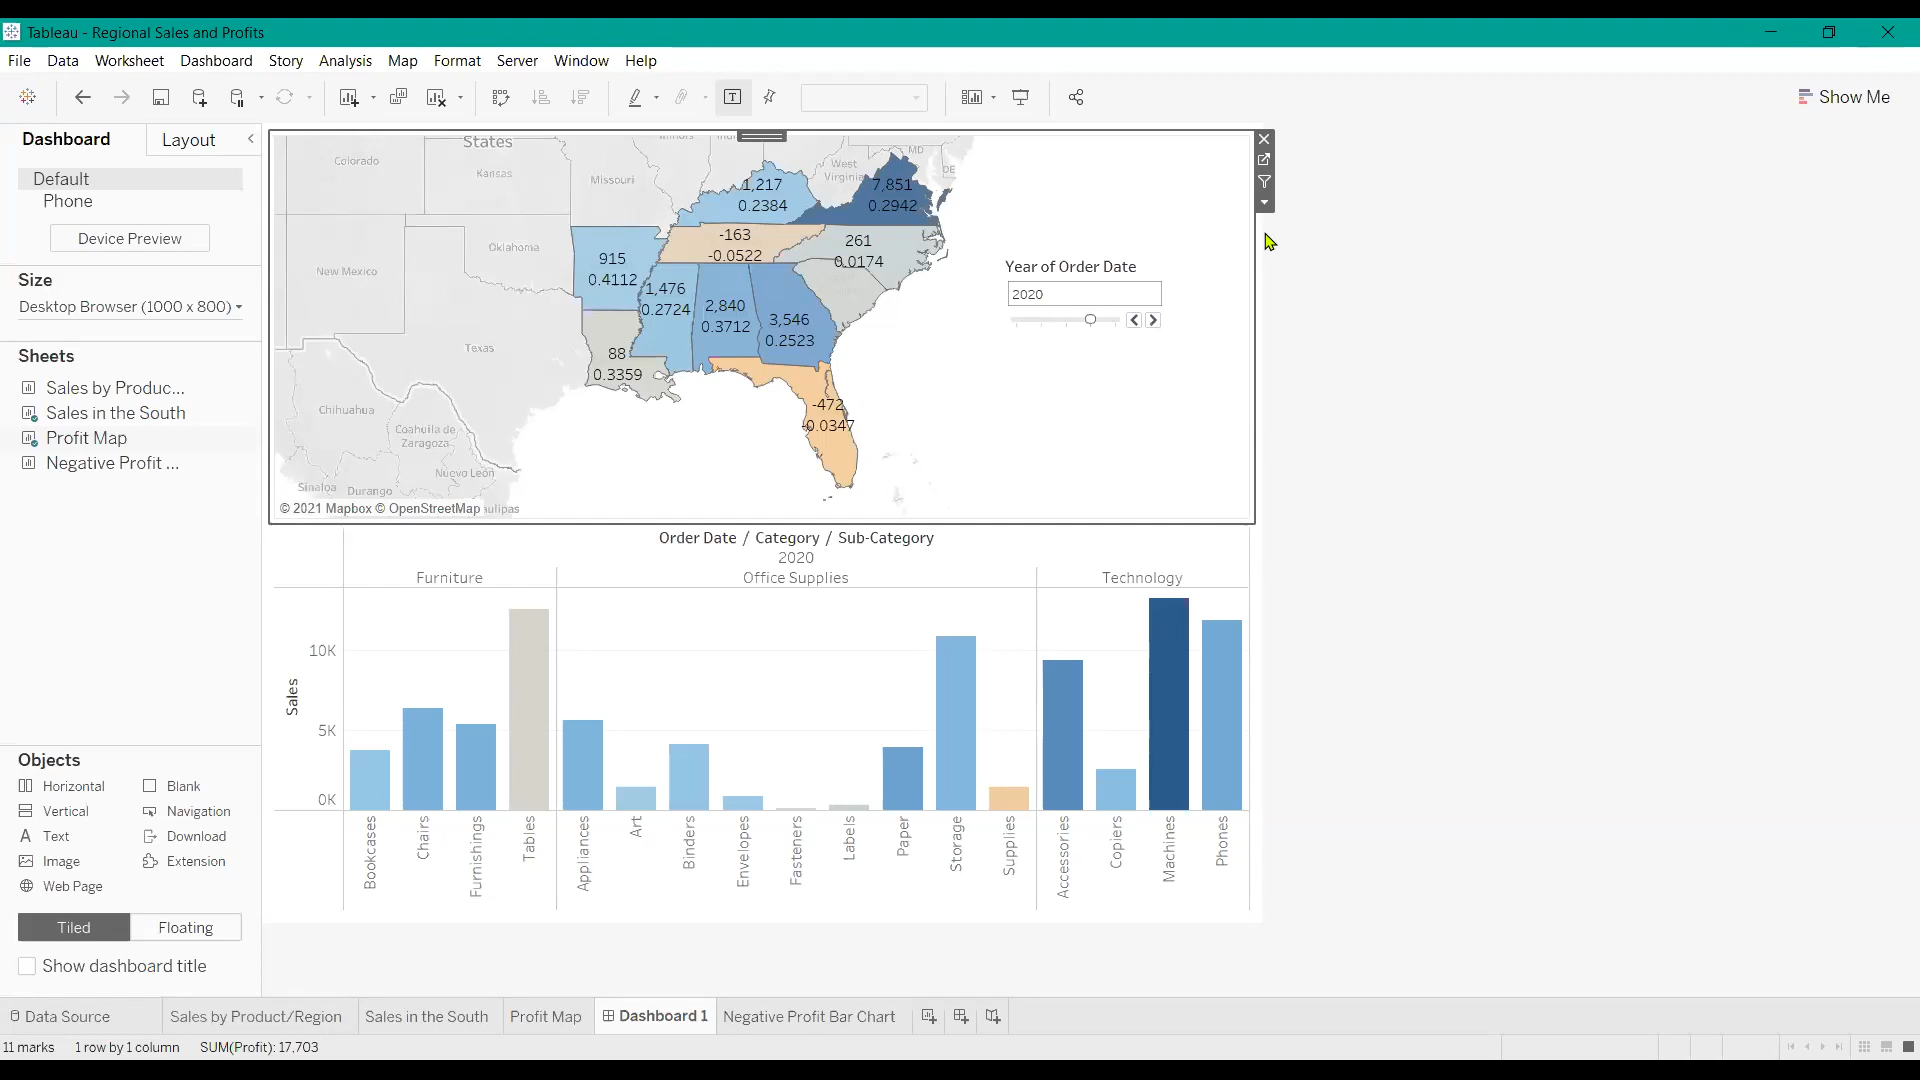 Tableau - Regional Sales and Profits
File Data Worksheet Dashboard Story Analysis Map Format Server Window Help
Show Me
Dashboard Layout
Default
Phone
Device Preview
Size
Desktop Browser (1000 x 800)
Sheets
Sales by Produc...
Sales in the South
Profit Map
Negative Profit ...
Objects
Horizontal Blank
Vertical Navigation
Text Download
Image Extension
Web Page
Tiled Floating
Show dashboard title
States
Colorado
Kansas
Missouri
West
Virginia
MD
DE
Oklahoma
New Mexico
Texas
Chihuahua
Coahuila de
Zaragoza
Nuevo León
Sinaloa Durango
1,217
0.2384
7,851
0.2942
-163
-0.0522
261
0.0174
915
0.4112
1,476
0.2724
2,840
0.3712
3,546
0.2523
88
0.3359
-472
-0.0347
© 2021 Mapbox © OpenStreetMap
Year of Order Date
2020
Order Date / Category / Sub-Category
2020
Furniture Office Supplies Technology
Sales
10K
5K
0K
Bookcases
Chairs
Furnishings
Tables
Appliances
Art
Binders
Envelopes
Fasteners
Labels
Paper
Storage
Supplies
Accessories
Copiers
Machines
Phones
Data Source Sales by Product/Region Sales in the South Profit Map Dashboard 1 Negative Profit Bar Chart
11 marks 1 row by 1 column SUM(Profit): 17,703